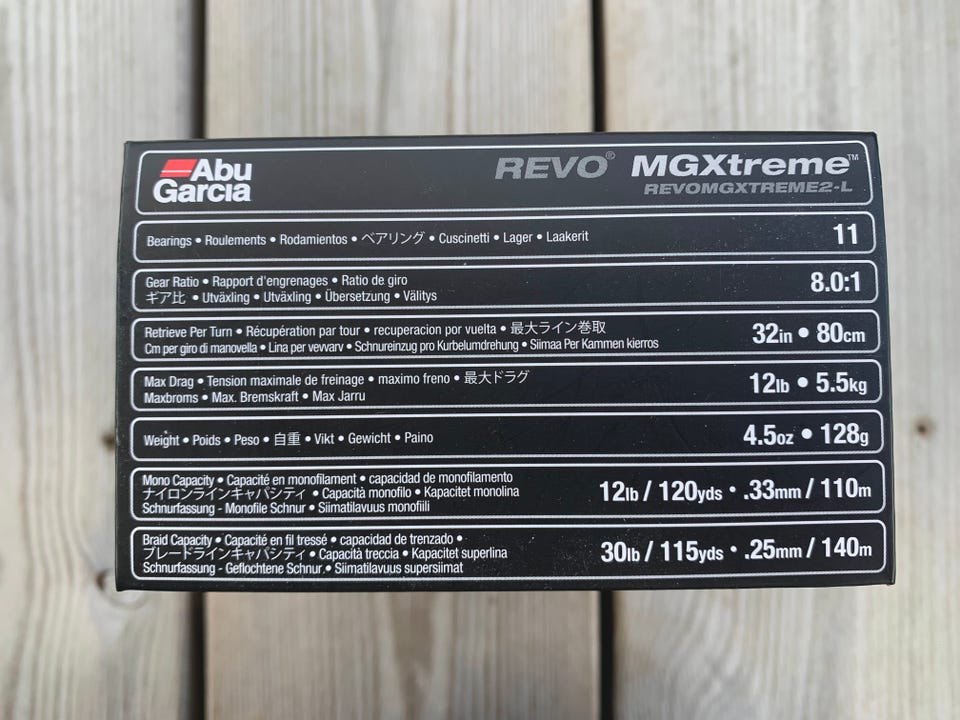 Abu
Garcia
REVO® MGXtreme™
REVOMGXTREME2-L
Bearings • Roulements • Rodamientos • ベアリング • Cuscinetti • Lager • Laakerit 11
Gear Ratio • Rapport d'engrenages • Ratio de giro
ギア比 • Utväxling • Utväxling • Übersetzung • Välitys
8.0:1
Retrieve Per Turn • Récupération par tour • recuperacion por vuelta • 最大ライン巻取
Cm per giro di manovella • Lina per vevvarv • Schnureinzug pro Kurbelumdrehung • Siimaa Per Kammen kierros
32in • 80cm
Max Drag • Tension maximale de freinage • maximo freno • 最大ドラグ
Maxbroms • Max. Bremskraft • Max Jarru
12lb • 5.5kg
Weight • Poids • Peso • 自重 • Vikt • Gewicht • Paino 4.5oz • 128g
Mono Capacity • Capacité en monofilament • capacidad de monofilamento
ナイロンラインキャパシティ • Capacità monofilo • Kapacitet monolina
Schnurfassung - Monofile Schnur • Siimatilavuus monofiili
12lb / 120yds • .33mm / 110m
Braid Capacity • Capacité en fil tressé • capacidad de trenzado •
ブレードラインキャパシティ • Capacità treccia • Kapacitet superlina
Schnurfassung - Geflochtene Schnur.• Siimatilavuus supersiimat
30lb / 115yds • .25mm / 140m